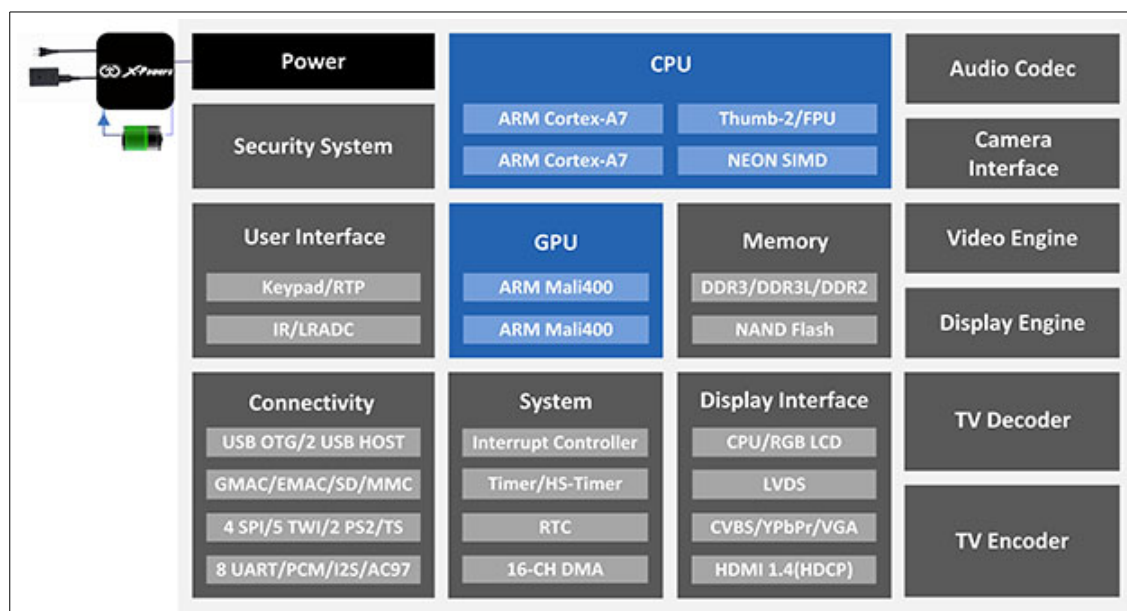 X-Powers
Power
Security System
CPU
ARM Cortex-A7
Thumb-2/FPU
ARM Cortex-A7
NEON SIMD
Audio Codec
Camera
Interface
User Interface
Keypad/RTP
IR/LRADC
GPU
ARM Mali400
ARM Mali400
Memory
DDR3/DDR3L/DDR2
NAND Flash
Video Engine
Display Engine
Connectivity
USB OTG/2 USB HOST
GMAC/EMAC/SD/MMC
4 SPI/5 TWI/2 PS2/TS
8 UART/PCM/I2S/AC97
System
Interrupt Controller
Timer/HS-Timer
RTC
16-CH DMA
Display Interface
CPU/RGB LCD
LVDS
CVBS/YPbPr/VGA
HDMI 1.4(HDCP)
TV Decoder
TV Encoder